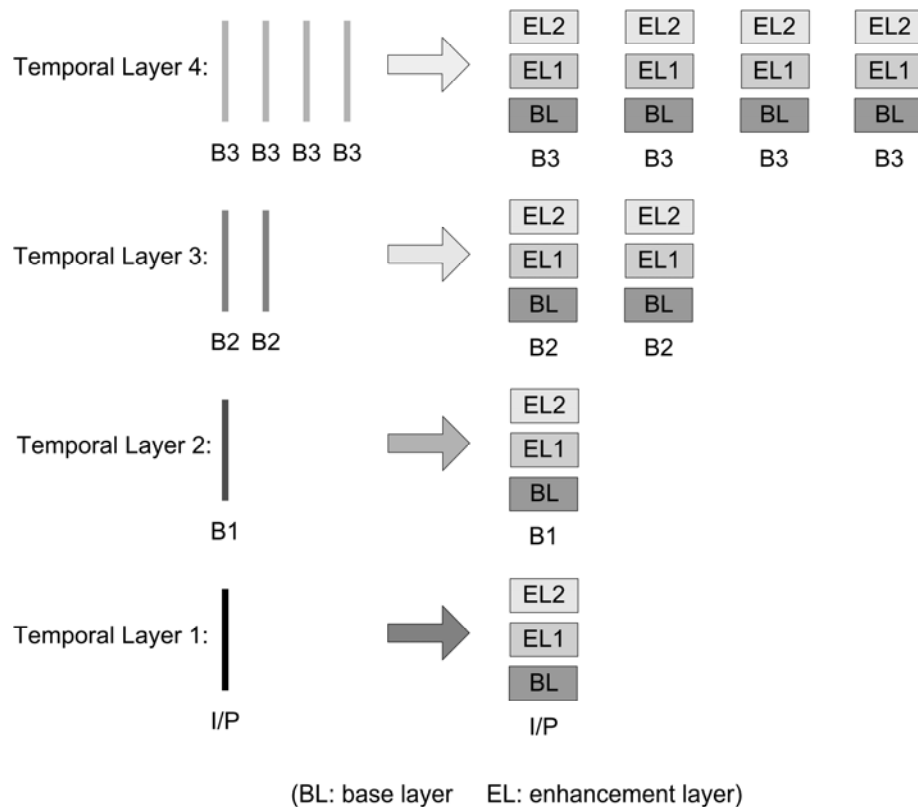 EL2 EL2 EL2 EL2
Temporal Layer 4: EL1 EL1 EL1 EL1
BL BL BL BL
B3 B3 B3 B3 B3 B3 B3 B3
EL2 EL2
Temporal Layer 3: EL1 EL1
BL BL
B2 B2 B2 B2
EL2
Temporal Layer 2: EL1
BL
B1 B1
EL2
Temporal Layer 1: EL1
BL
I/P I/P
(BL: base layer EL: enhancement layer)